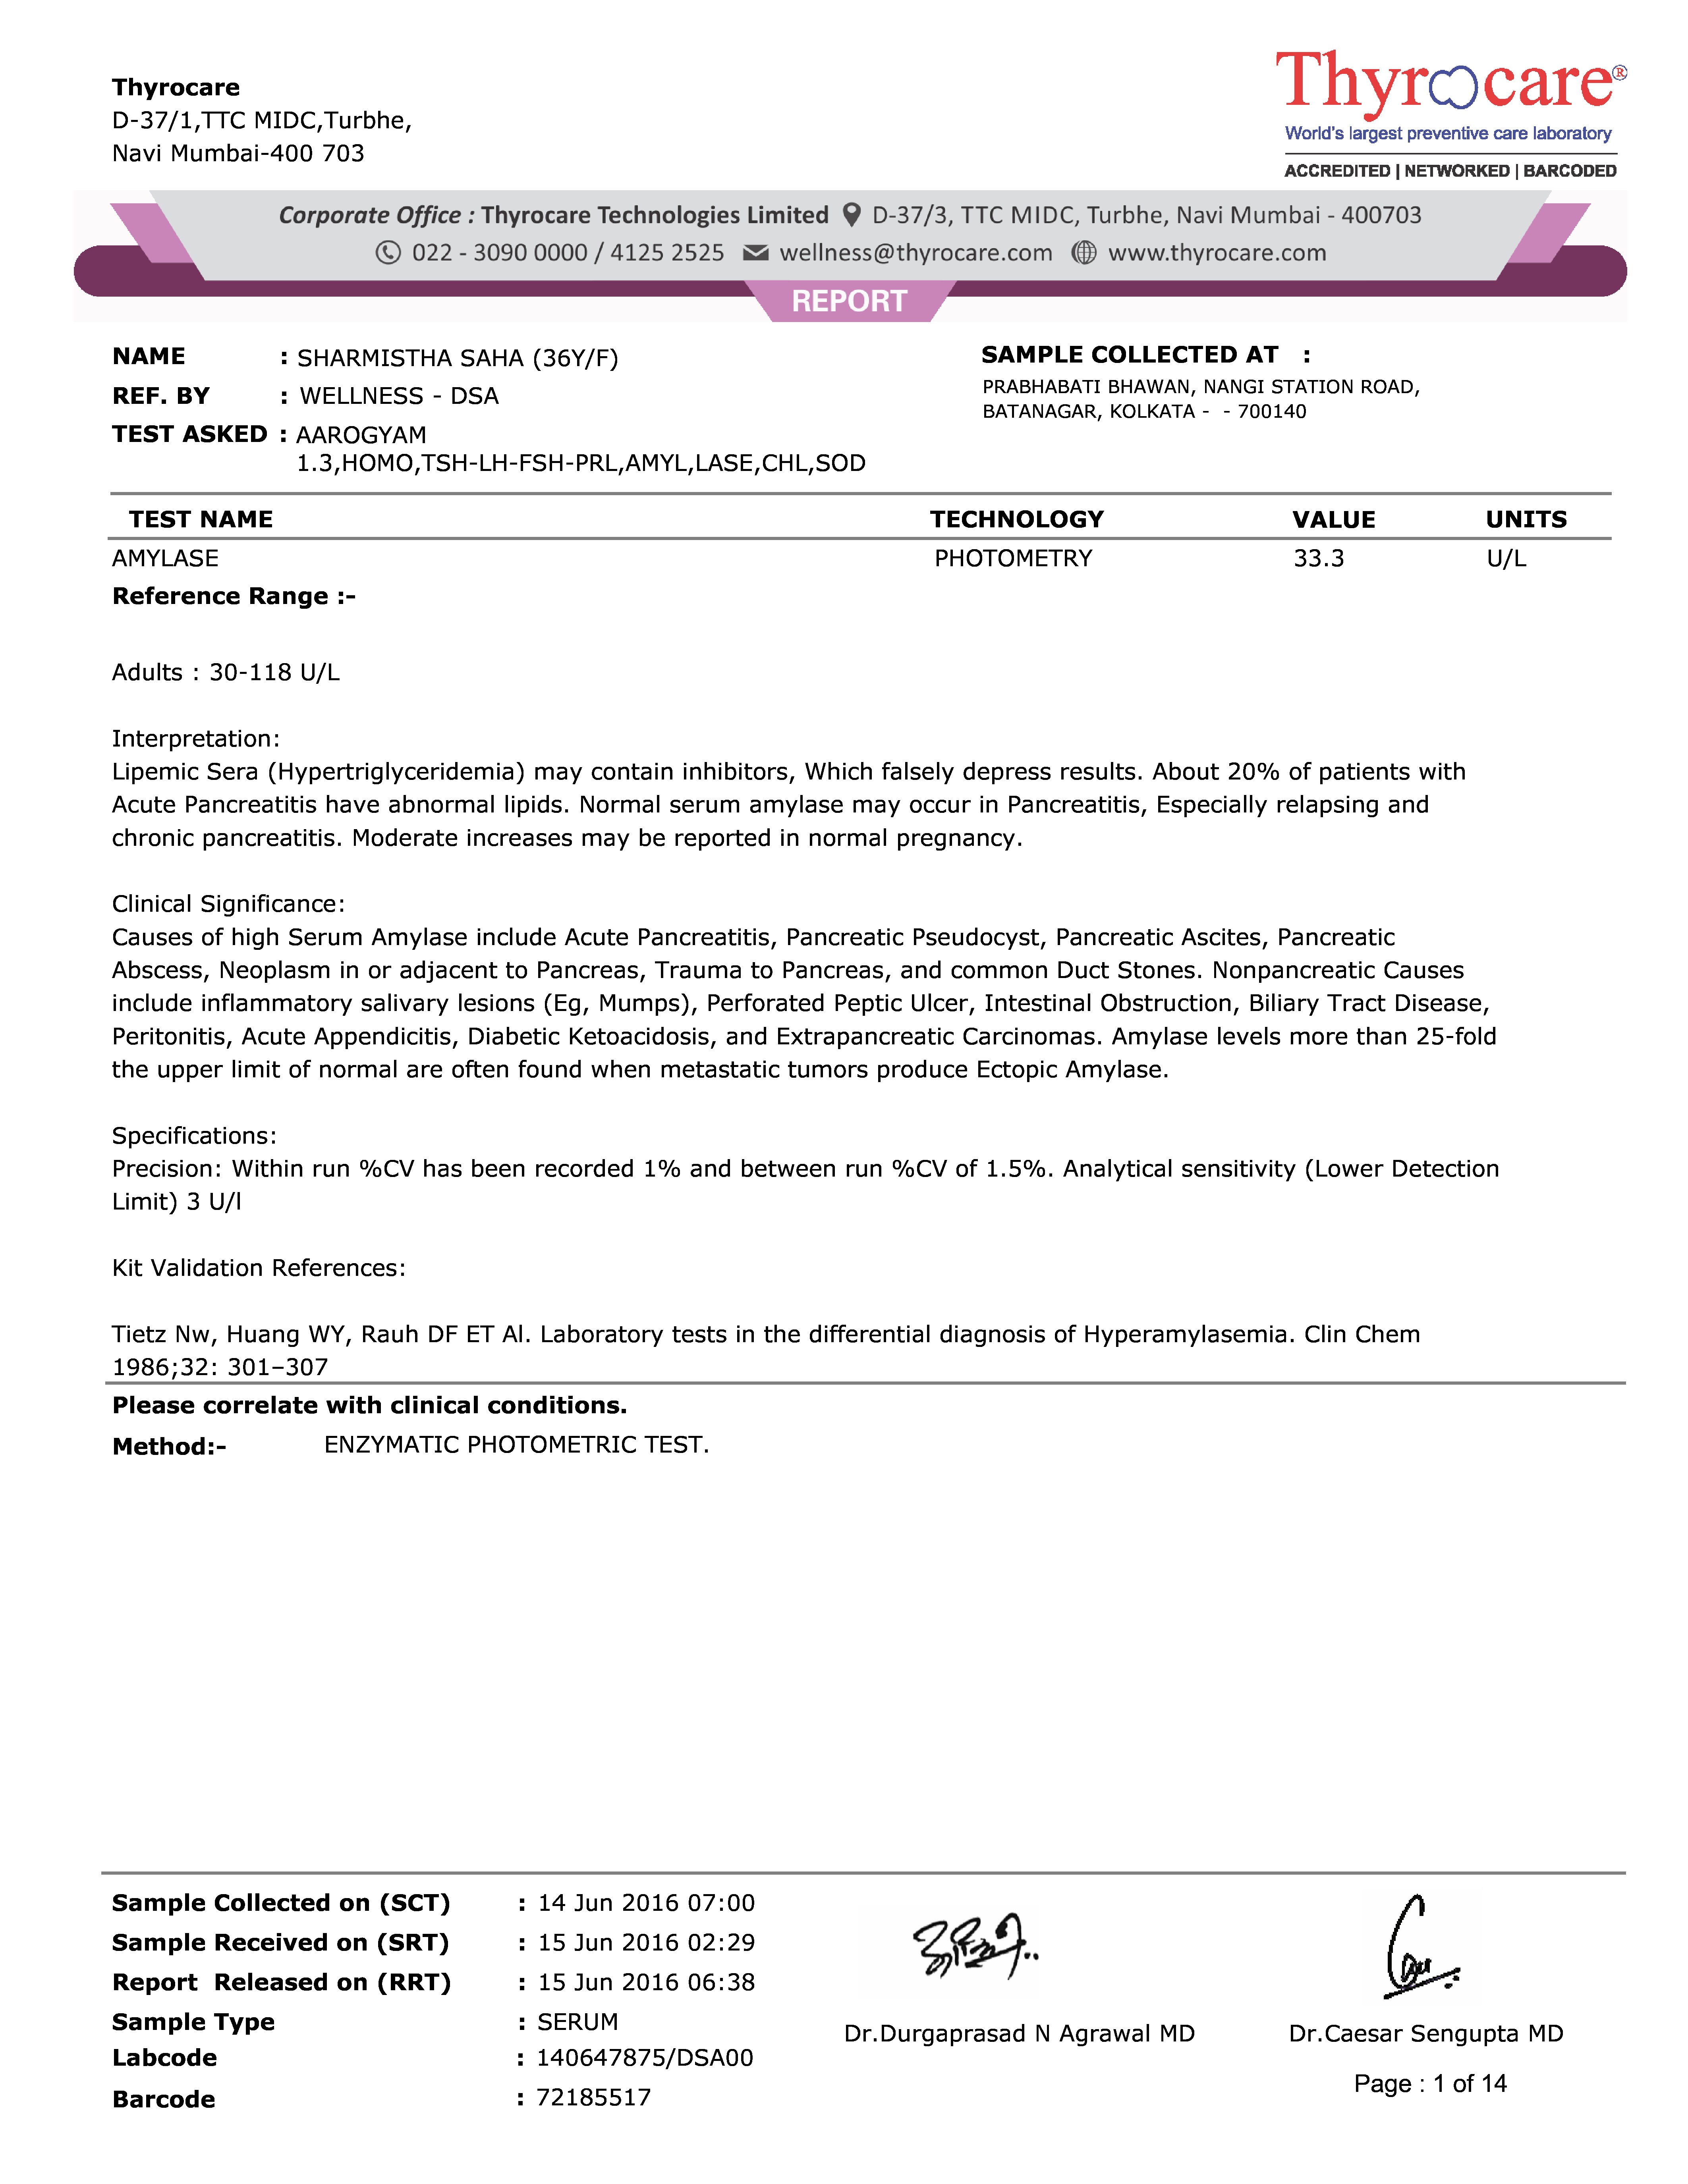 Thyrocare
D-37/1,TTC MIDC,Turbhe,
Navi Mumbai-400 703
Thyrocare®
World's largest preventive care laboratory
ACCREDITED | NETWORKED | BARCODED
Corporate Office : Thyrocare Technologies Limited D-37/3, TTC MIDC, Turbhe, Navi Mumbai - 400703
022 - 3090 0000 / 4125 2525 wellness@thyrocare.com www.thyrocare.com
REPORT
NAME : SHARMISTHA SAHA (36Y/F)
REF. BY : WELLNESS - DSA
TEST ASKED : AAROGYAM
1.3,HOMO,TSH-LH-FSH-PRL,AMYL,LASE,CHL,SOD
SAMPLE COLLECTED AT :
PRABHABATI BHAWAN, NANGI STATION ROAD,
BATANAGAR, KOLKATA - - 700140
TEST NAME TECHNOLOGY VALUE UNITS
AMYLASE PHOTOMETRY 33.3 U/L
Reference Range :-
Adults : 30-118 U/L
Interpretation:
Lipemic Sera (Hypertriglyceridemia) may contain inhibitors, Which falsely depress results. About 20% of patients with
Acute Pancreatitis have abnormal lipids. Normal serum amylase may occur in Pancreatitis, Especially relapsing and
chronic pancreatitis. Moderate increases may be reported in normal pregnancy.
Clinical Significance:
Causes of high Serum Amylase include Acute Pancreatitis, Pancreatic Pseudocyst, Pancreatic Ascites, Pancreatic
Abscess, Neoplasm in or adjacent to Pancreas, Trauma to Pancreas, and common Duct Stones. Nonpancreatic Causes
include inflammatory salivary lesions (Eg, Mumps), Perforated Peptic Ulcer, Intestinal Obstruction, Biliary Tract Disease,
Peritonitis, Acute Appendicitis, Diabetic Ketoacidosis, and Extrapancreatic Carcinomas. Amylase levels more than 25-fold
the upper limit of normal are often found when metastatic tumors produce Ectopic Amylase.
Specifications:
Precision: Within run %CV has been recorded 1% and between run %CV of 1.5%. Analytical sensitivity (Lower Detection
Limit) 3 U/l
Kit Validation References:
Tietz Nw, Huang WY, Rauh DF ET Al. Laboratory tests in the differential diagnosis of Hyperamylasemia. Clin Chem
1986;32: 301–307
Please correlate with clinical conditions.
Method:- ENZYMATIC PHOTOMETRIC TEST.
Sample Collected on (SCT) : 14 Jun 2016 07:00
Sample Received on (SRT) : 15 Jun 2016 02:29
Report Released on (RRT) : 15 Jun 2016 06:38
Sample Type : SERUM
Labcode : 140647875/DSA00
Barcode : 72185517
Dr.Durgaprasad N Agrawal MD
Dr.Caesar Sengupta MD
Page : 1 of 14